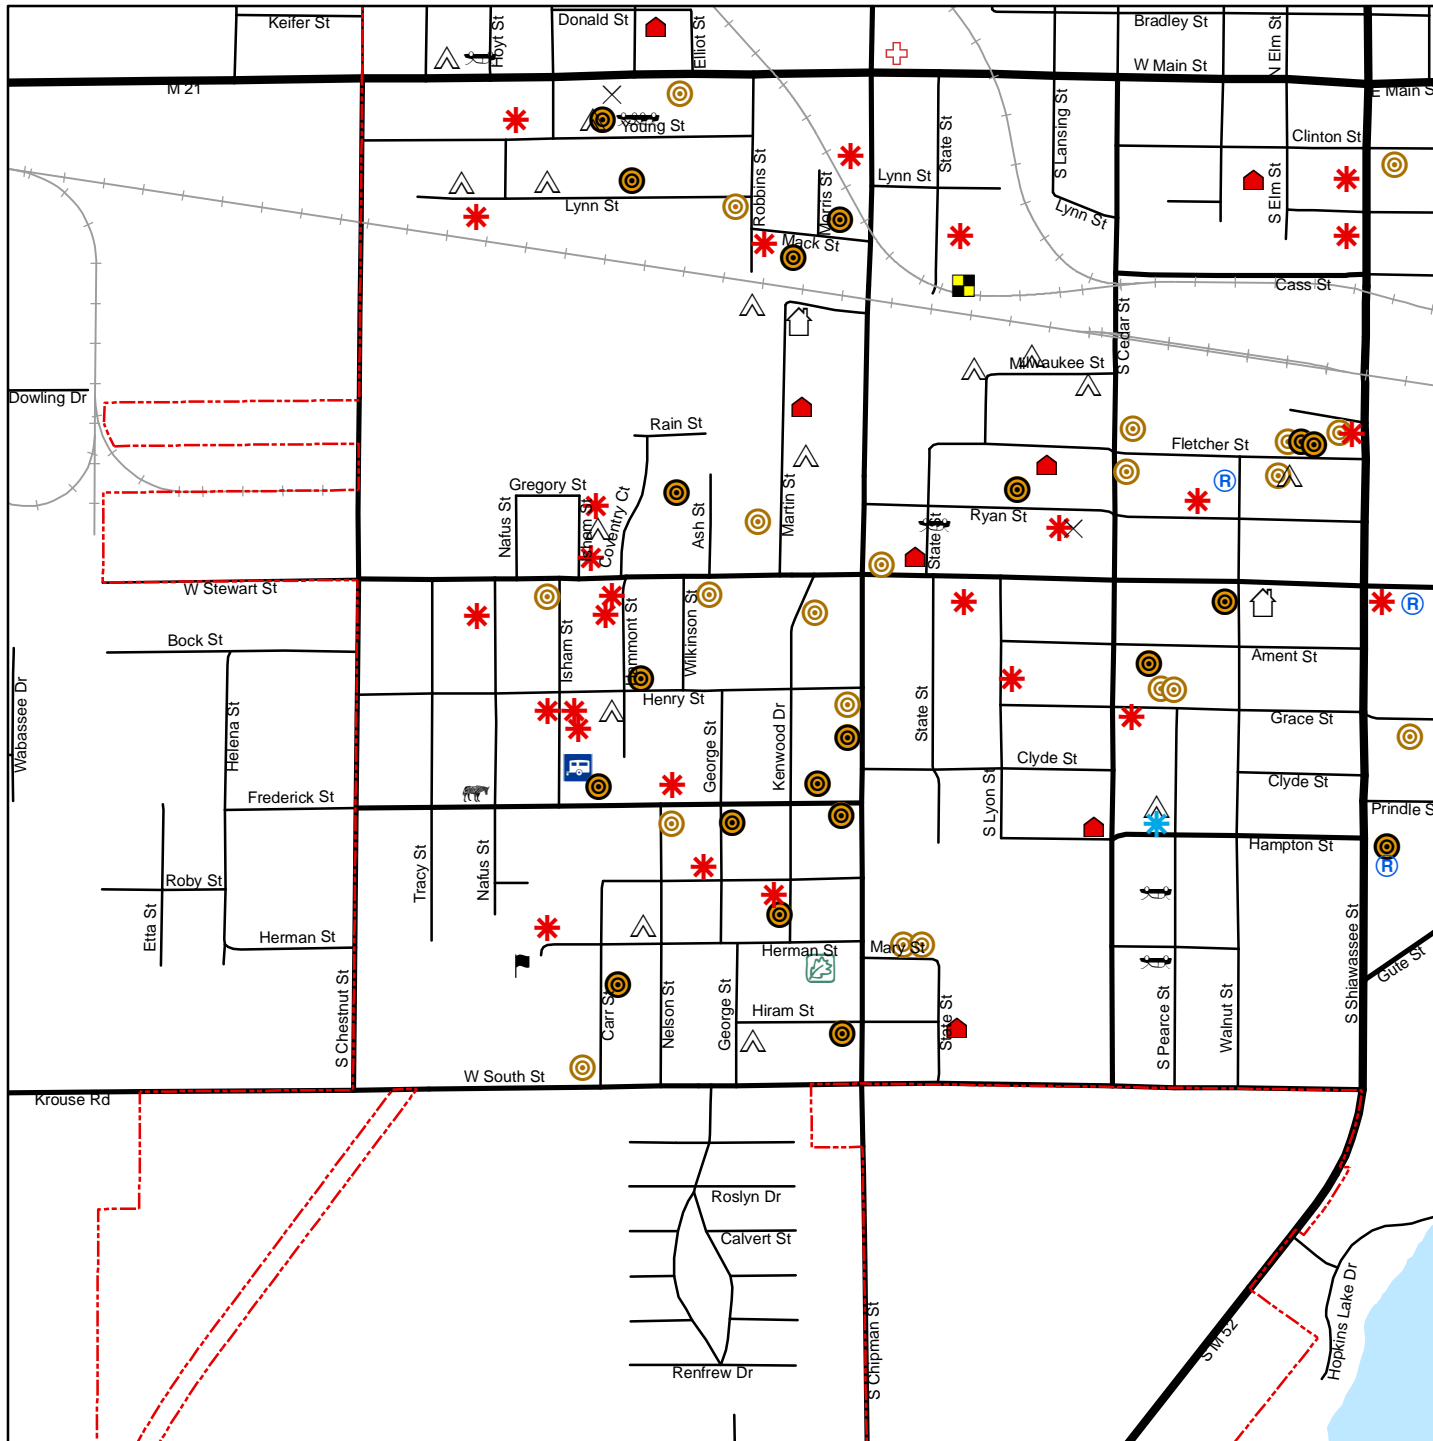 Keifer St
Hoyt St
Donald St
Elliot St
Bradley St
N Elm St
W Main St
M 21
E Main S
Young St
Lynn St
Robbins St
Morris St
Mack St
State St
Lynn St
S Lansing St
Lynn St
Clinton St
S Elm St
Cass St
S Cedar St
Milwaukee St
Dowling Dr
Rain St
Fletcher St
Gregory St
Nafus St
Isham St
Coventry Ct
Ash St
Martin St
State St
Ryan St
W Stewart St
Bock St
Isham St
Hammont St
Wilkinson St
Ament St
Wabassee Dr
Helena St
Henry St
George St
Kenwood Dr
State St
Grace St
Clyde St
Clyde St
Frederick St
S Lyon St
Prindle S
Tracy St
Nafus St
Hampton St
Roby St
Etta St
Herman St
Herman St
Mary St
S Chestnut St
Carr St
Nelson St
George St
Hiram St
State St
S Pearce St
Walnut St
S Shiawassee St
Gute St
W South St
Krouse Rd
Roslyn Dr
Calvert St
Renfrew Dr
S Chipman St
S M 52
Hopkins Lake Dr
R
R
R